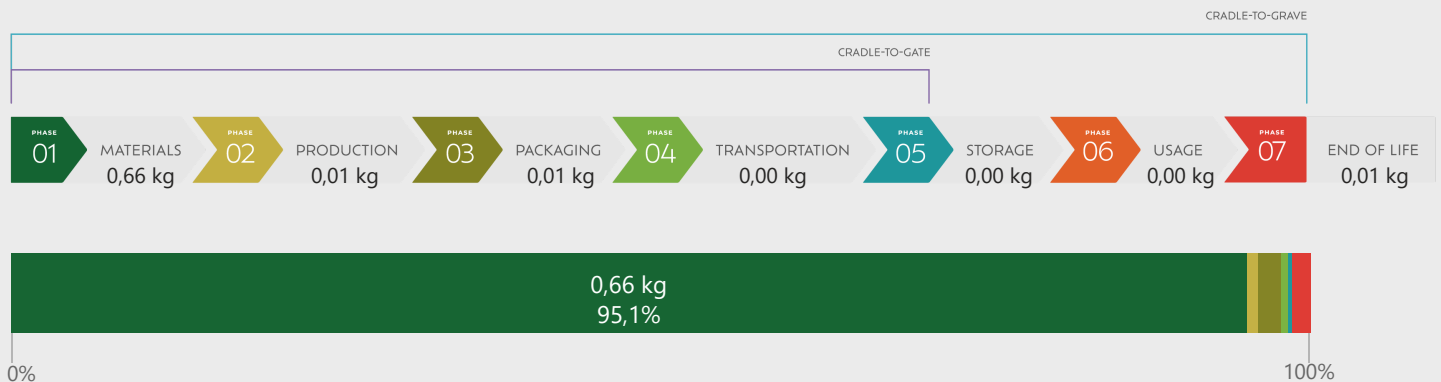 CRADLE-TO-GRAVE
CRADLE-TO-GATE
PHASE
01
MATERIALS
0,66 kg
PHASE
02
PRODUCTION
0,01 kg
PHASE
03
PACKAGING
0,01 kg
PHASE
04
TRANSPORTATION
0,00 kg
PHASE
05
STORAGE
0,00 kg
PHASE
06
USAGE
0,00 kg
PHASE
07
END OF LIFE
0,01 kg
0,66 kg
95,1%
0%
100%